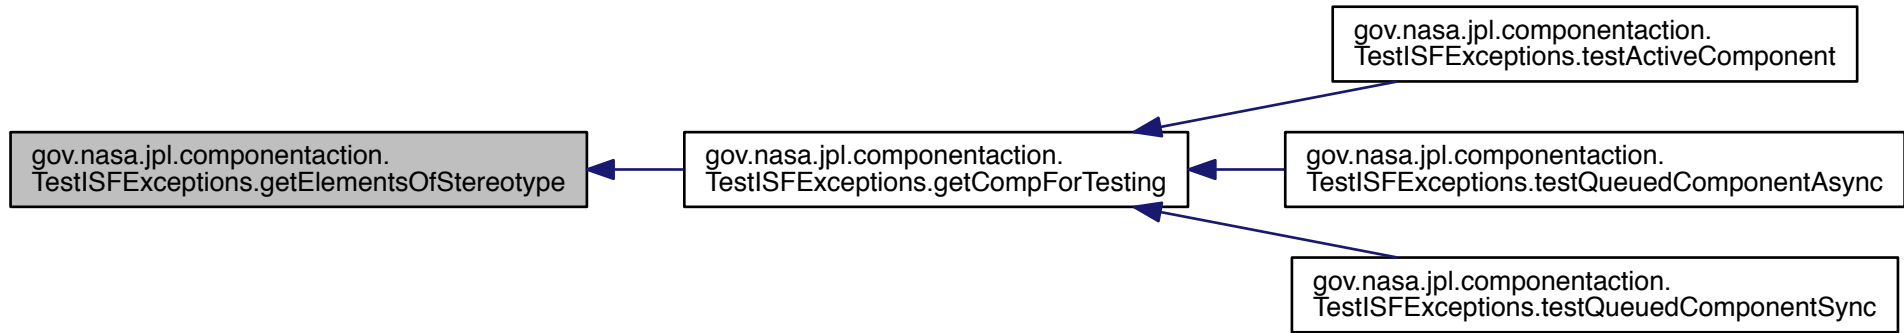 gov.nasa.jpl.componentaction.
TestISFExceptions.getElementsOfStereotype
gov.nasa.jpl.componentaction.
TestISFExceptions.getCompForTesting
gov.nasa.jpl.componentaction.
TestISFExceptions.testActiveComponent
gov.nasa.jpl.componentaction.
TestISFExceptions.testQueuedComponentAsync
gov.nasa.jpl.componentaction.
TestISFExceptions.testQueuedComponentSync